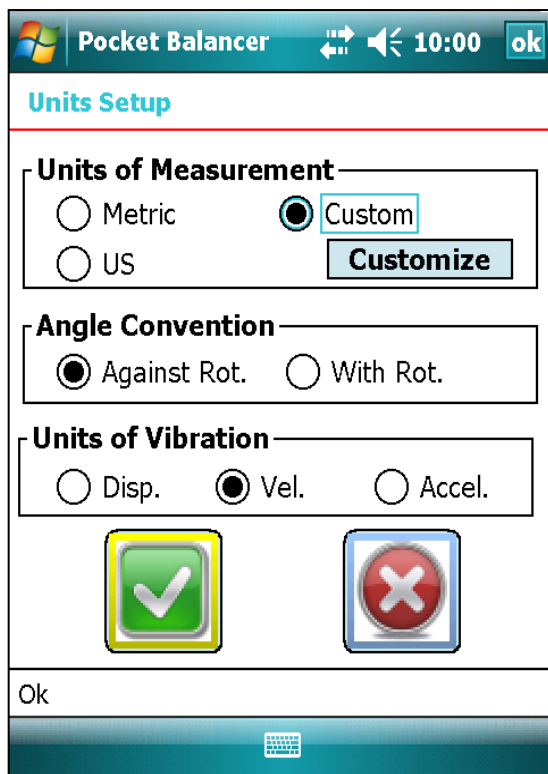 Pocket Balancer 10:00 ok
Units Setup
Units of Measurement
Metric Custom
US Customize
Angle Convention
Against Rot. With Rot.
Units of Vibration
Disp. Vel. Accel.
Ok